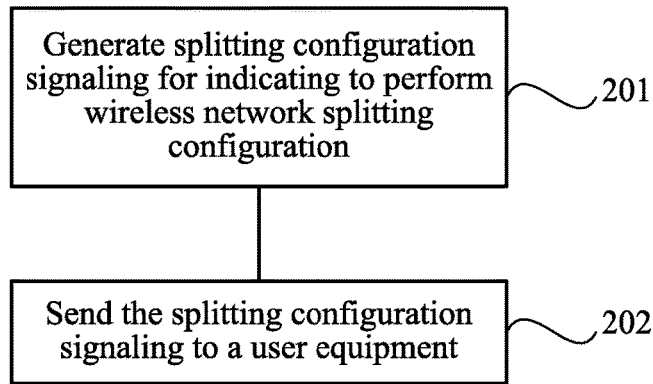 Generate splitting configuration
signaling for indicating to perform
wireless network splitting
configuration
201
Send the splitting configuration
signaling to a user equipment
202